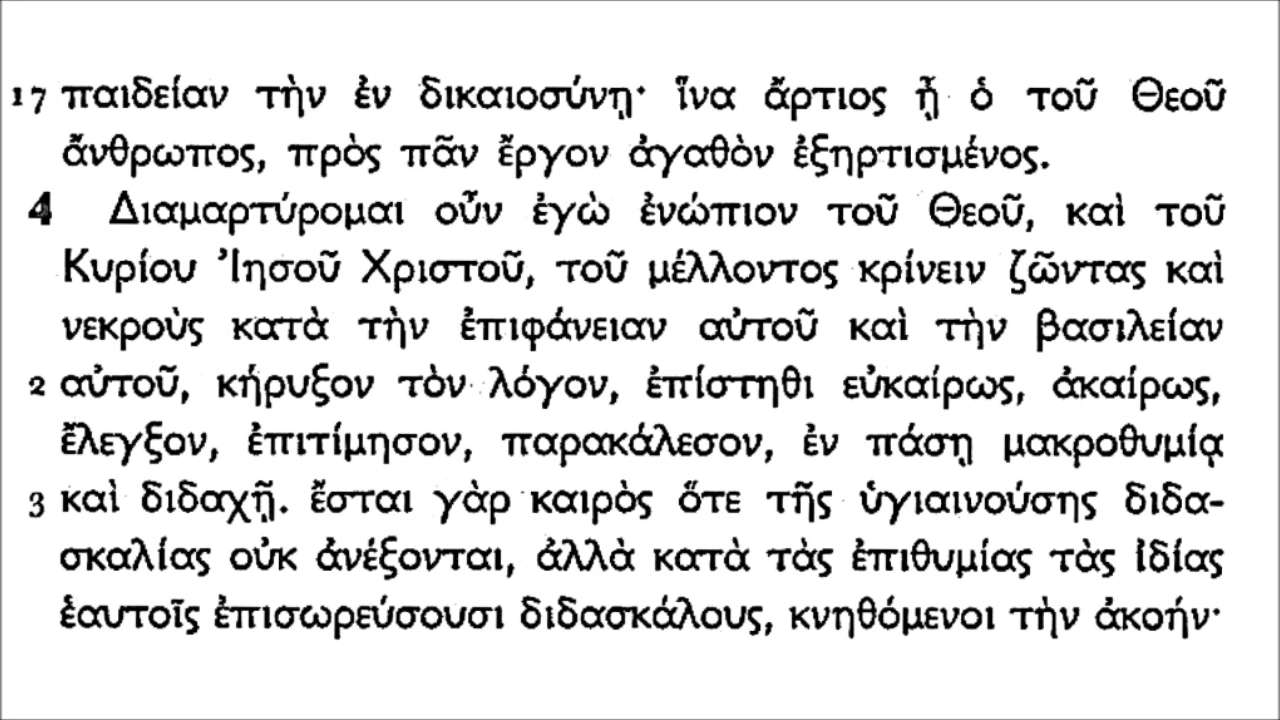 17 παιδείαν τὴν ἐν δικαιοσύνῃ· ἵνα ἄρτιος ᾖ ὁ τοῦ Θεοῦ
ἄνθρωπος, πρὸς πᾶν ἔργον ἀγαθὸν ἐξηρτισμένος.
4 Διαμαρτύρομαι οὖν ἐγὼ ἐνώπιον τοῦ Θεοῦ, καὶ τοῦ
Κυρίου Ἰησοῦ Χριστοῦ, τοῦ μέλλοντος κρίνειν ζῶντας καὶ
νεκροὺς κατὰ τὴν ἐπιφάνειαν αὐτοῦ καὶ τὴν βασιλείαν
2 αὐτοῦ, κήρυξον τὸν λόγον, ἐπίστηθι εὐκαίρως, ἀκαίρως,
ἔλεγξον, ἐπιτίμησον, παρακάλεσον, ἐν πάσῃ μακροθυμίᾳ
3 καὶ διδαχῇ. ἔσται γὰρ καιρὸς ὅτε τῆς ὑγιαινούσης διδα-
σκαλίας οὐκ ἀνέξονται, ἀλλὰ κατὰ τὰς ἐπιθυμίας τὰς ἰδίας
ἑαυτοῖς ἐπισωρεύσουσι διδασκάλους, κνηθόμενοι τὴν ἀκοήν·